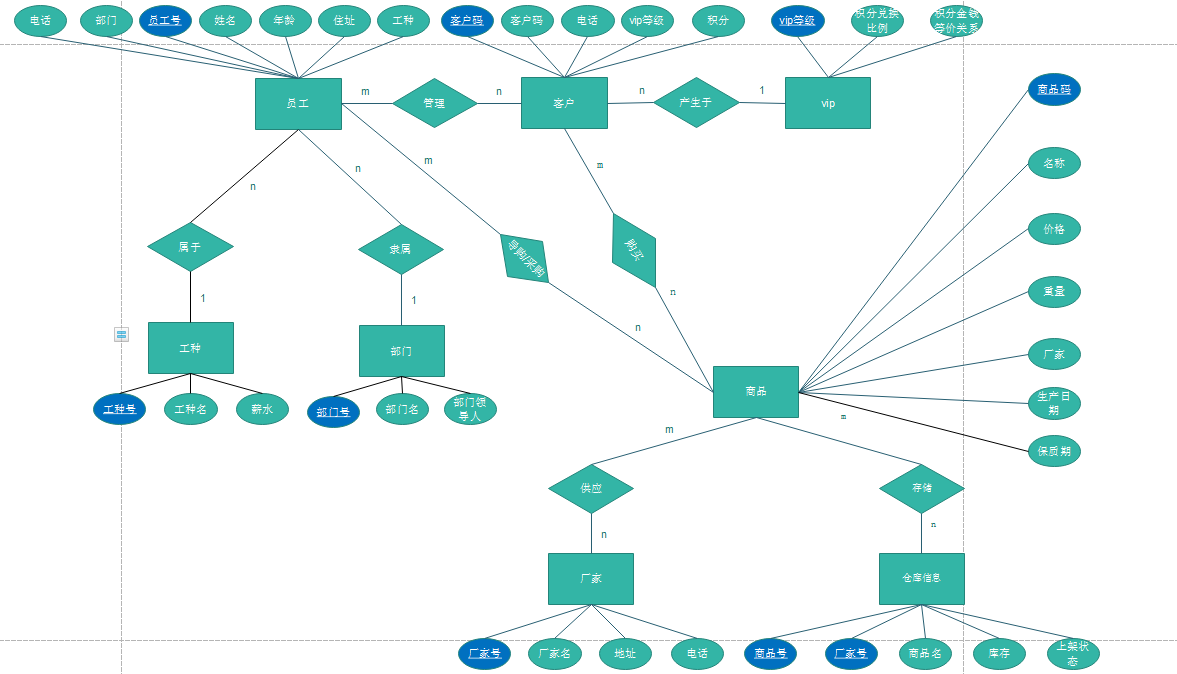 电话
部门
员工号
姓名
年龄
住址
工种
客户码
客户码
电话
vip等级
积分
vip等级
积分兑换
比例
积分金钱
等价关系
员工
m
管理
n
客户
n
产生于
1
vip
商品码
m
m
名称
n
n
价格
属于
隶属
导购/采购
购买
1
1
n
重量
n
工种
部门
厂家
商品
工种号
工种名
薪水
部门号
部门名
部门领
导人
生产日
期
m
m
保质期
供应
存储
n
n
厂家
仓库信息
厂家号
厂家名
地址
电话
商品号
厂家号
商品名
库存
上架状
态